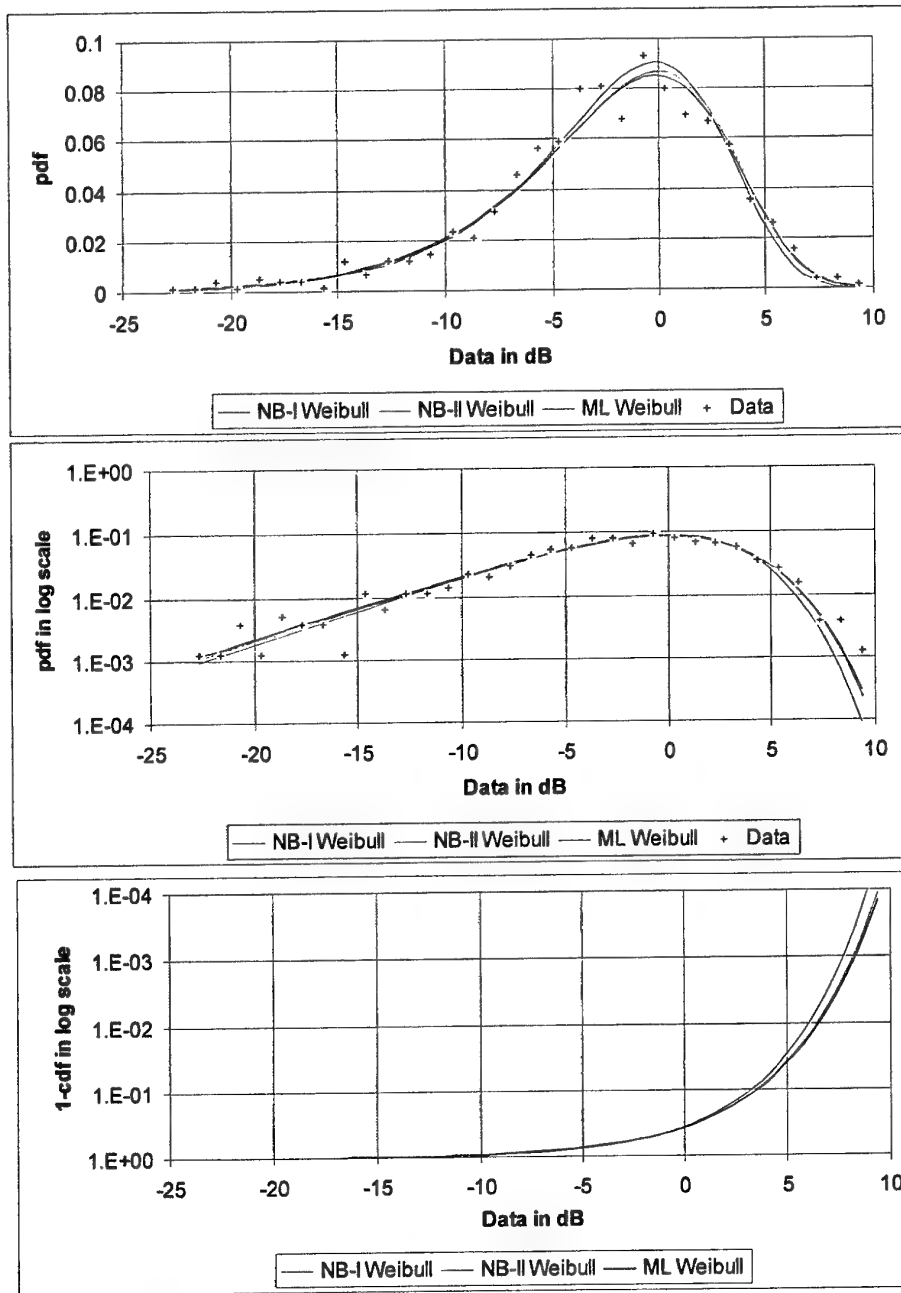 0.1
0.08
0.06
0.04
0.02
0
pdf
-25 -20 -15 -10 -5 0 5 10
Data in dB
NB-I Weibull NB-II Weibull ML Weibull + Data
1.E+00
1.E-01
1.E-02
1.E-03
1.E-04
pdf in log scale
-25 -20 -15 -10 -5 0 5 10
Data in dB
NB-I Weibull NB-II Weibull ML Weibull + Data
1.E-04
1.E-03
1.E-02
1.E-01
1.E+00
1-cdf in log scale
-25 -20 -15 -10 -5 0 5 10
Data in dB
NB-I Weibull NB-II Weibull ML Weibull